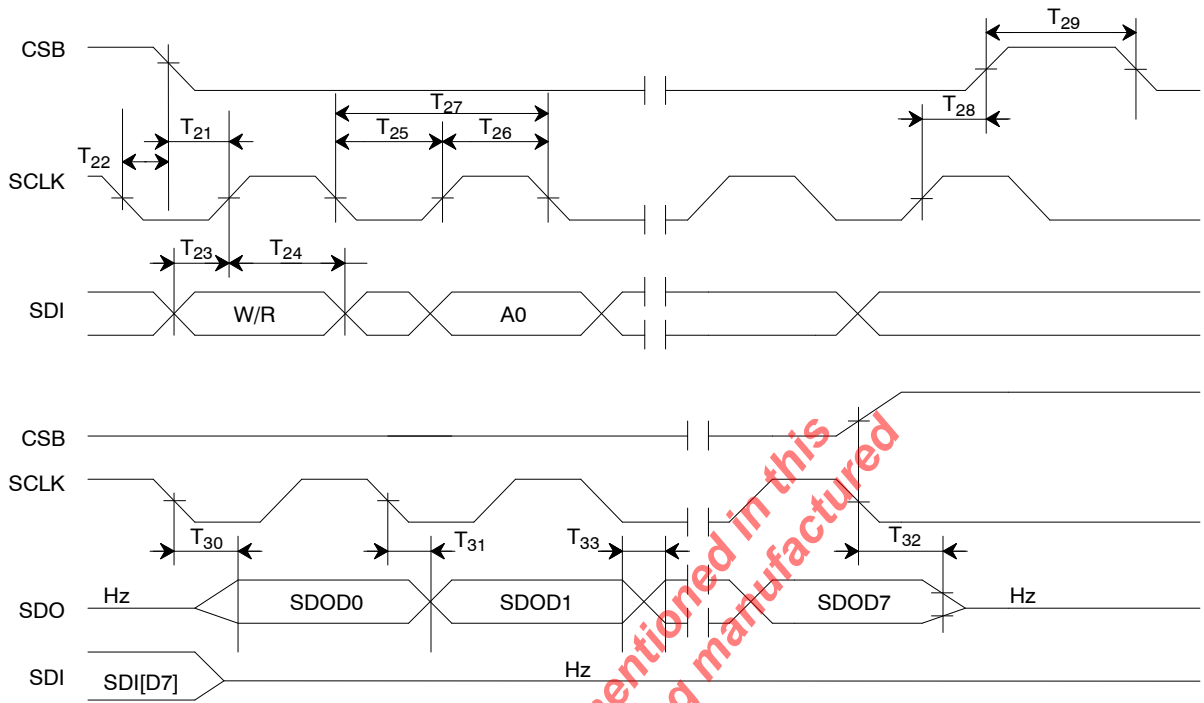 T29
CSB
T27
T28
T21
T25
T26
T22
SCLK
T23
T24
SDI
W/R
A0
CSB
SCLK
T30
T31
T33
T32
Hz
SDO
SDOD0
SDOD1
SDOD7
Hz
SDI
SDI[D7]
Hz
mentioned in this
manufactured